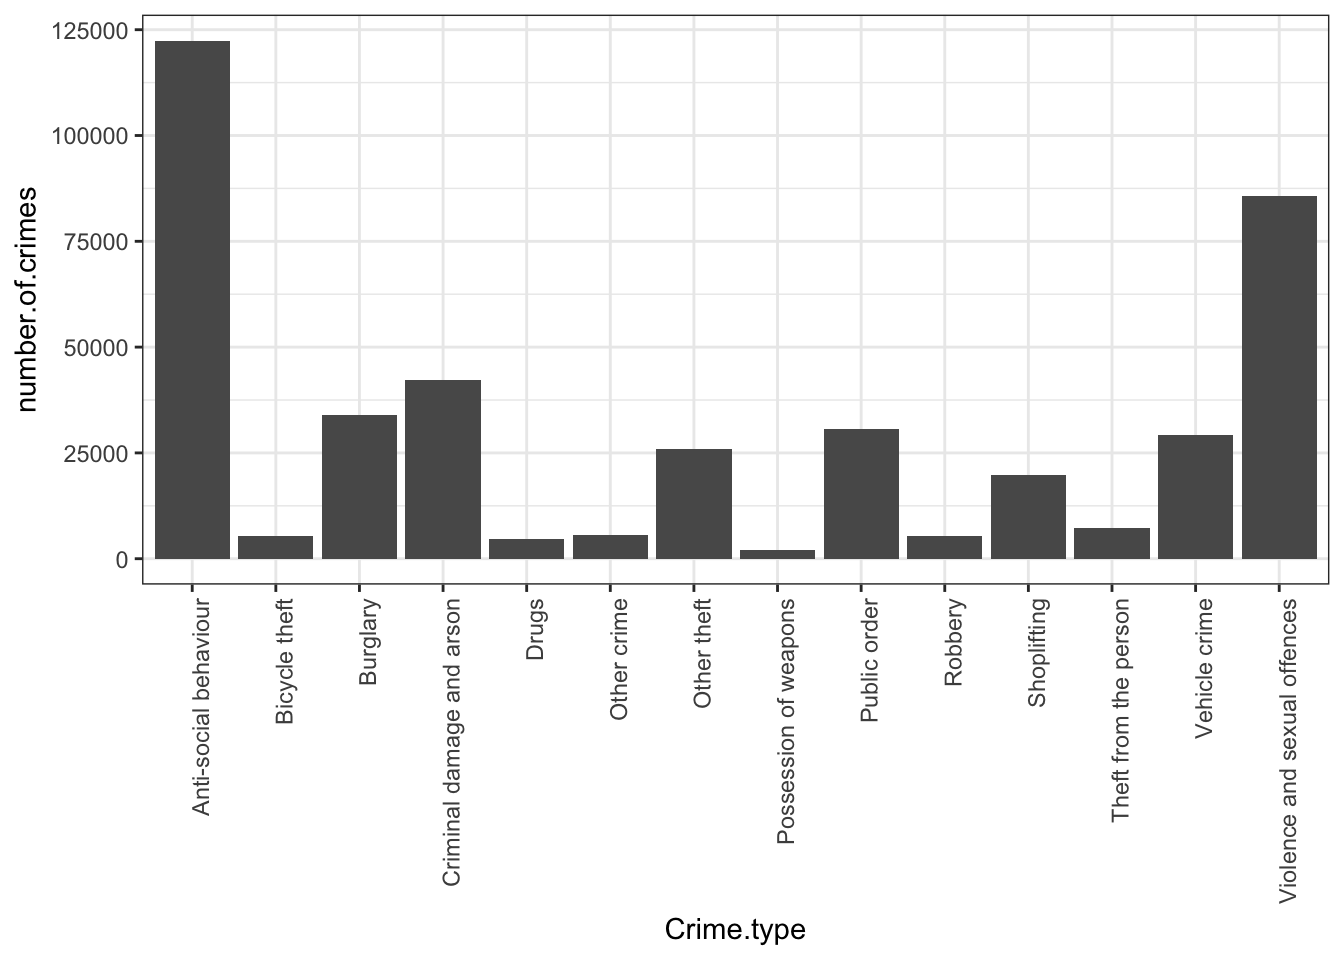 125000
100000
75000
50000
25000
0
number.of.crimes
Anti-social behaviour
Bicycle theft
Burglary
Criminal damage and arson
Drugs
Other crime
Other theft
Possession of weapons
Public order
Robbery
Shoplifting
Theft from the person
Vehicle crime
Violence and sexual offences
Crime.type